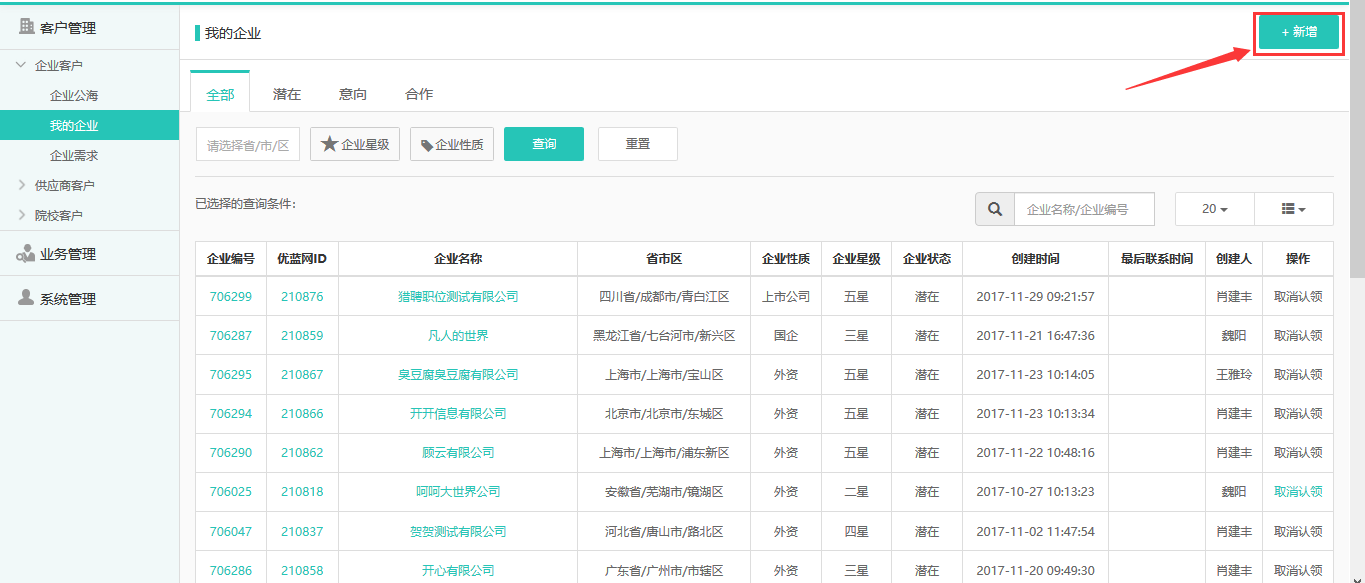 客户管理
企业客户
企业公海
我的企业
企业需求
供应商客户
院校客户
业务管理
系统管理
我的企业
+ 新增
全部 潜在 意向 合作
请选择省/市/区 企业星级 企业性质 查询 重置
已选择的查询条件：
企业名称/企业编号 20
企业编号 优蓝网ID 企业名称 省市区 企业性质 企业星级 企业状态 创建时间 最后联系时间 创建人 操作
706299 210876 猎聘职位测试有限公司 四川省/成都市/青白江区 上市公司 五星 潜在 2017-11-29 09:21:57 肖建丰 取消认领
706287 210859 凡人的世界 黑龙江省/七台河市/新兴区 国企 三星 潜在 2017-11-21 16:47:36 魏阳 取消认领
706295 210867 臭豆腐臭豆腐有限公司 上海市/上海市/宝山区 外资 五星 潜在 2017-11-23 10:14:05 王雅玲 取消认领
706294 210866 开开信息有限公司 北京市/北京市/东城区 外资 五星 潜在 2017-11-23 10:13:34 肖建丰 取消认领
706290 210862 顾云有限公司 上海市/上海市/浦东新区 外资 五星 潜在 2017-11-22 10:48:16 肖建丰 取消认领
706025 210818 呵呵大世界公司 安徽省/芜湖市/镜湖区 外资 二星 潜在 2017-10-27 10:13:23 魏阳 取消认领
706047 210837 贺贺测试有限公司 河北省/唐山市/路北区 外资 四星 潜在 2017-11-02 11:47:54 肖建丰 取消认领
706286 210858 开心有限公司 广东省/广州市/市辖区 外资 三星 潜在 2017-11-20 09:49:30 肖建丰 取消认领